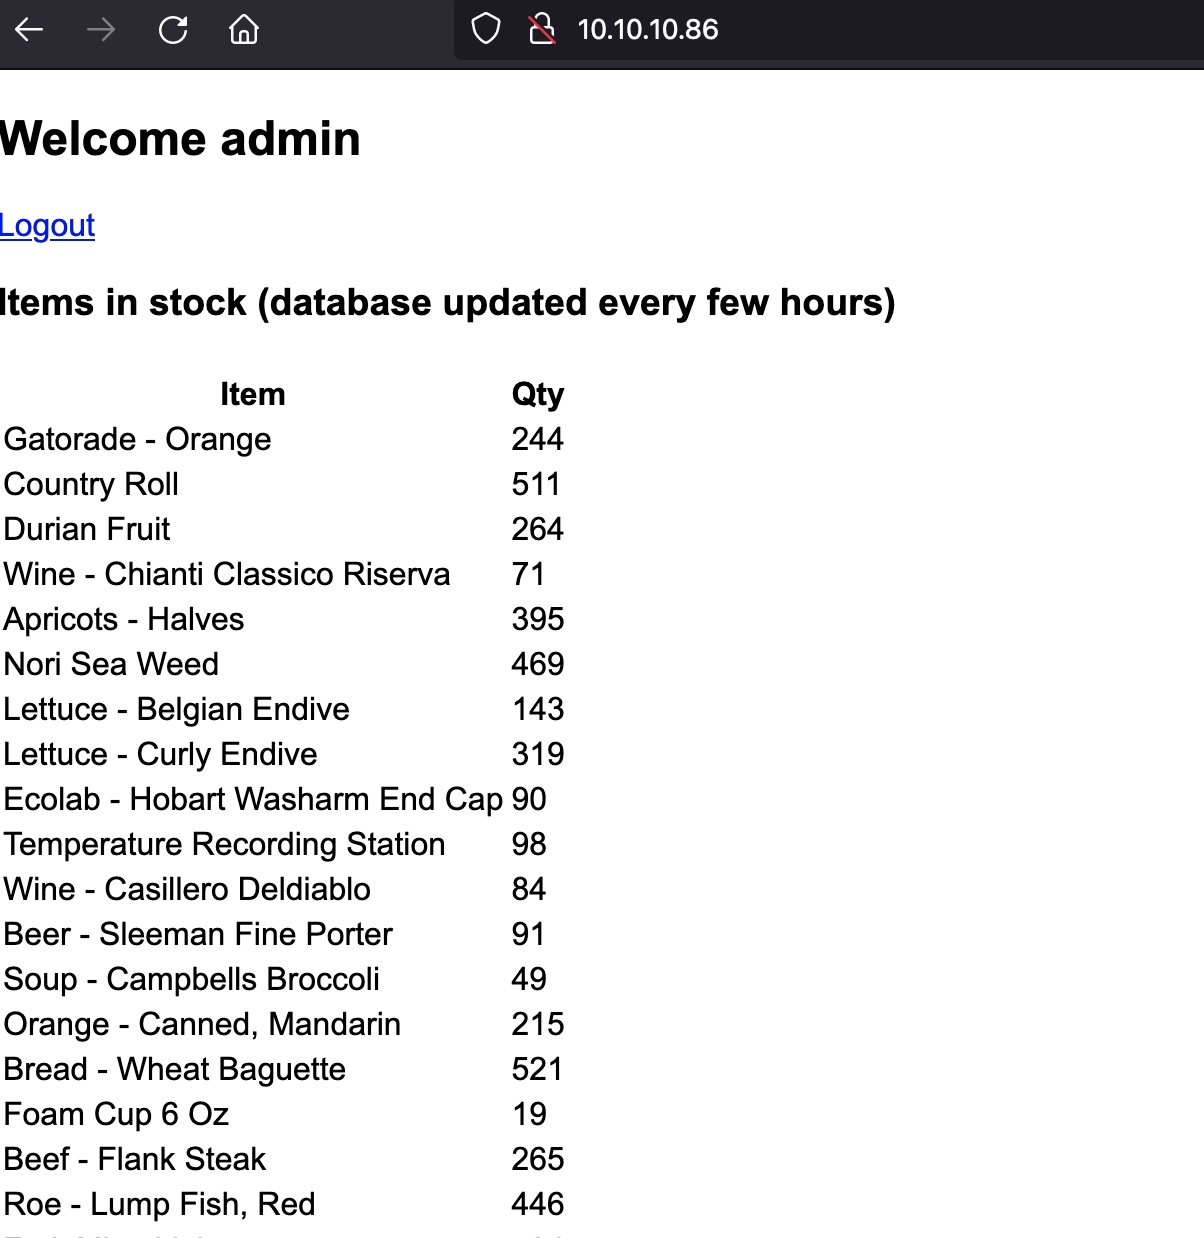 10.10.10.86
Welcome admin
Logout
Items in stock (database updated every few hours)
Item Qty
Gatorade - Orange 244
Country Roll 511
Durian Fruit 264
Wine - Chianti Classico Riserva 71
Apricots - Halves 395
Nori Sea Weed 469
Lettuce - Belgian Endive 143
Lettuce - Curly Endive 319
Ecolab - Hobart Washarm End Cap 90
Temperature Recording Station 98
Wine - Casillero Deldiablo 84
Beer - Sleeman Fine Porter 91
Soup - Campbells Broccoli 49
Orange - Canned, Mandarin 215
Bread - Wheat Baguette 521
Foam Cup 6 Oz 19
Beef - Flank Steak 265
Roe - Lump Fish, Red 446